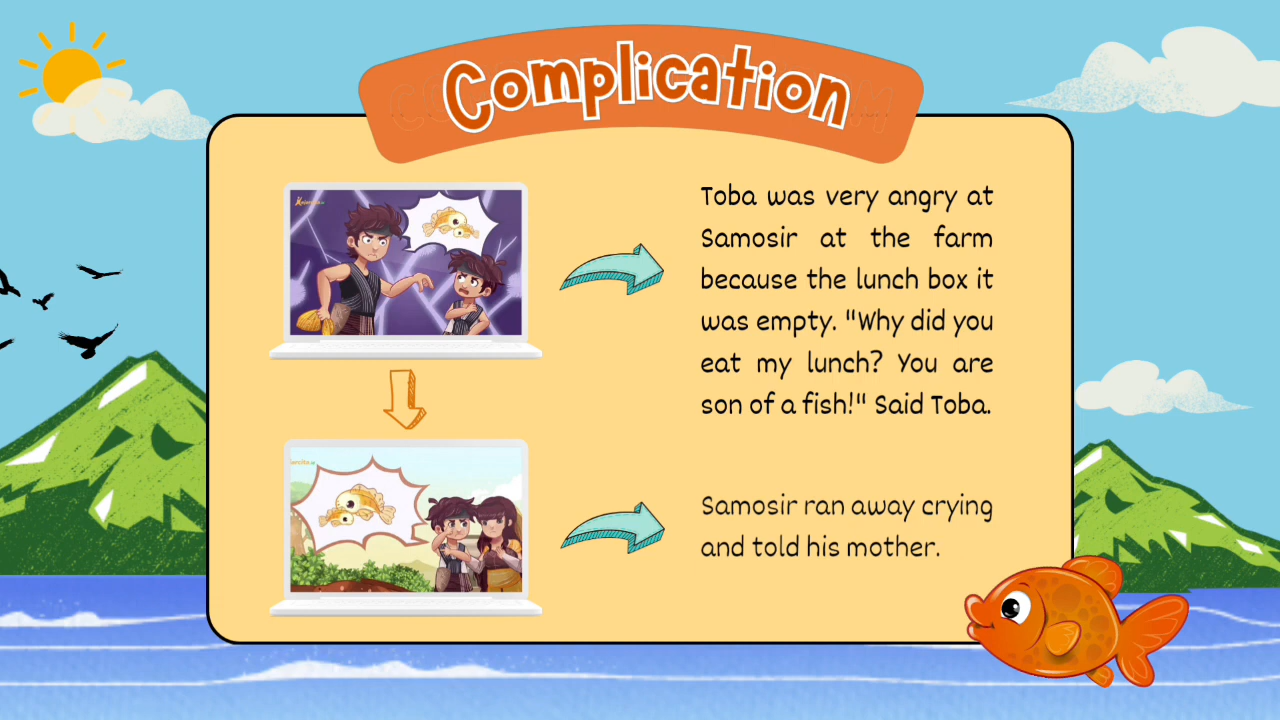 Complication
Toba was very angry at
Samosir at the farm
because the lunch box it
was empty. "Why did you
eat my lunch? You are
son of a fish!" Said Toba.
Samosir ran away crying
and told his mother.